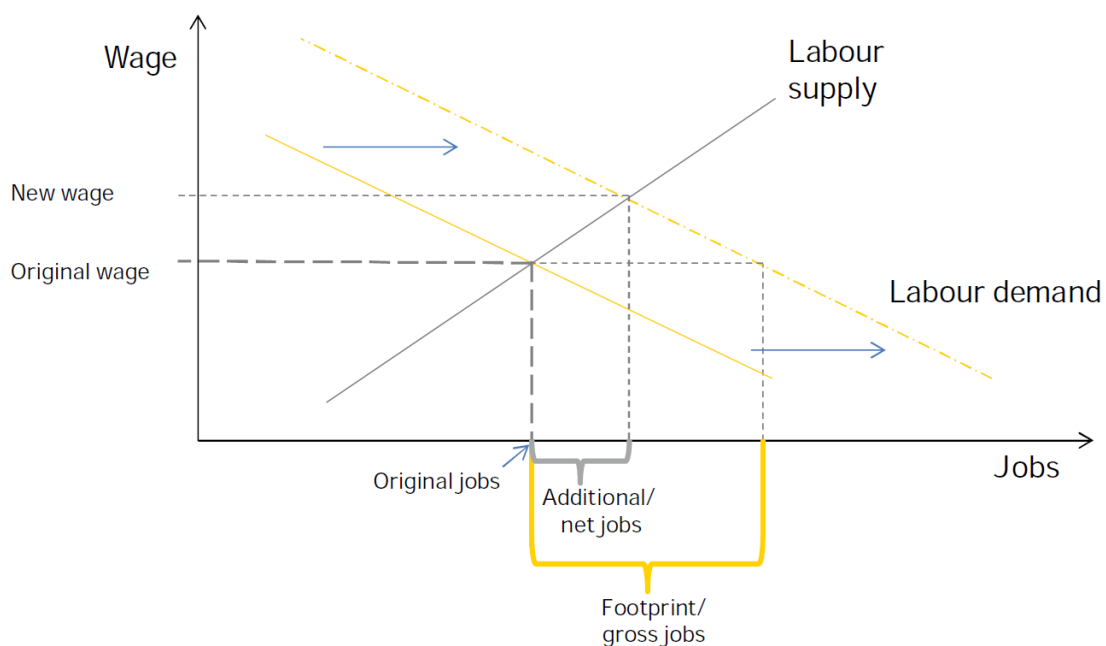 Wage
Labour
supply
New wage
Original wage
Labour demand
Jobs
Original jobs
Additional/
net jobs
Footprint/
gross jobs